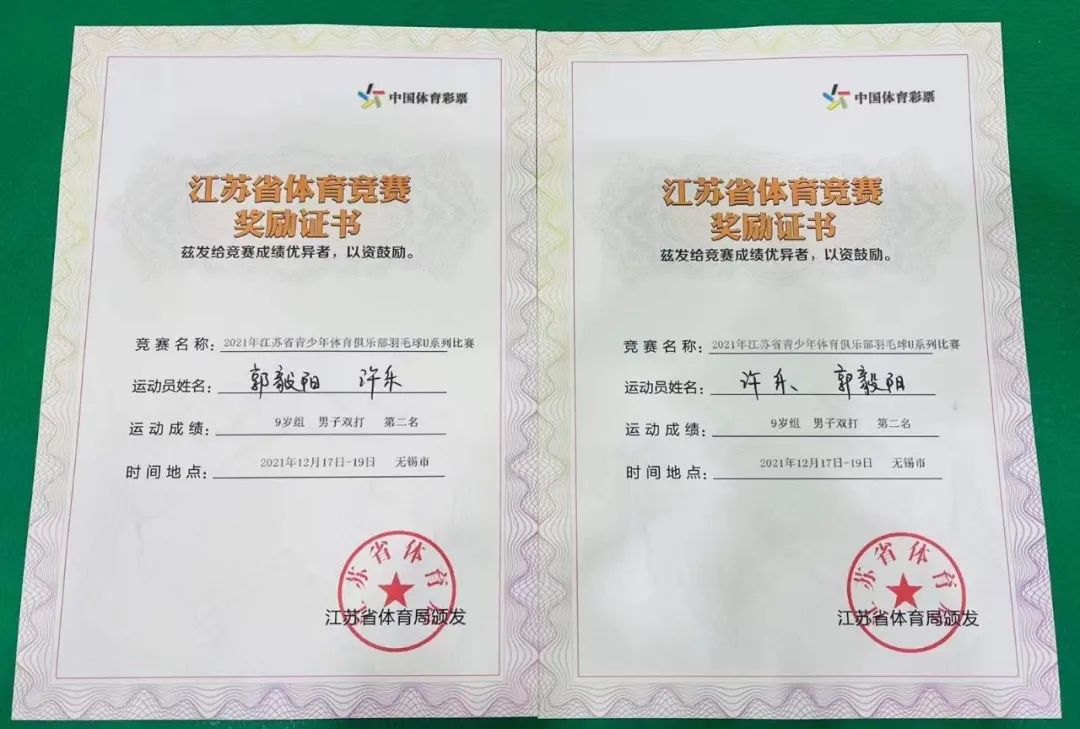 中国体育彩票
江苏省体育竞赛
奖励证书
兹发给竞赛成绩优异者，以资鼓励。
竞赛名称：2021年江苏省青少年体育俱乐部羽毛球U系列比赛
运动员姓名：郭毅阳 许乐
运动成绩：9岁组 男子双打 第二名
时间地点：2021年12月17日-19日 无锡市
江苏省体育局颁发
中国体育彩票
江苏省体育竞赛
奖励证书
兹发给竞赛成绩优异者，以资鼓励。
竞赛名称：2021年江苏省青少年体育俱乐部羽毛球U系列比赛
运动员姓名：许乐、郭毅阳
运动成绩：9岁组 男子双打 第二名
时间地点：2021年12月17日-19日 无锡市
江苏省体育局颁发